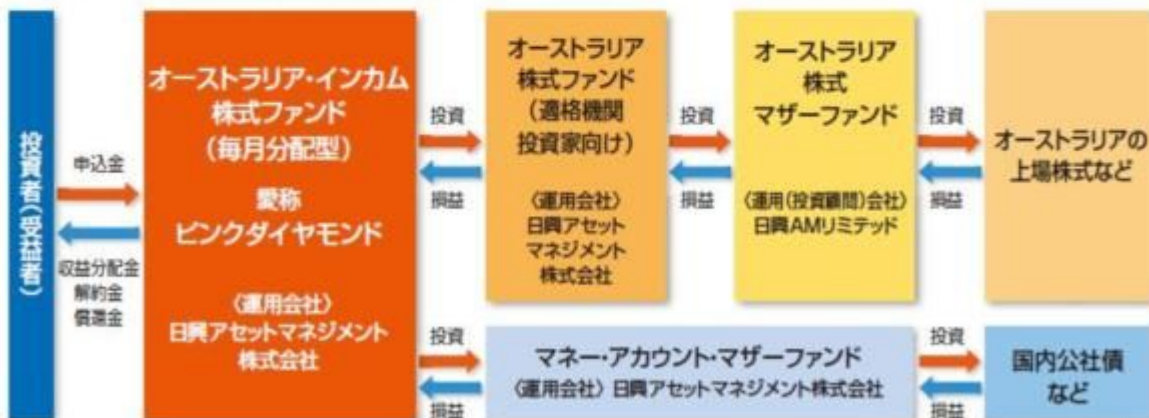 投資者(受益者)
申込金
収益分配金
解約金
償還金
オーストラリア・インカム
株式ファンド
(毎月分配型)
愛称
ピンクダイヤモンド
〈運用会社〉
日興アセットマネジメント
株式会社
投資
損益
オーストラリア
株式ファンド
(適格機関
投資家向け)
〈運用会社〉
日興アセット
マネジメント
株式会社
投資
損益
オーストラリア
株式
マザーファンド
〈運用(投資顧問)会社〉
日興AMリミテッド
投資
損益
オーストラリアの
上場株式など
投資
損益
マネー・アカウント・マザーファンド
〈運用会社〉日興アセットマネジメント株式会社
投資
損益
国内公社債
など